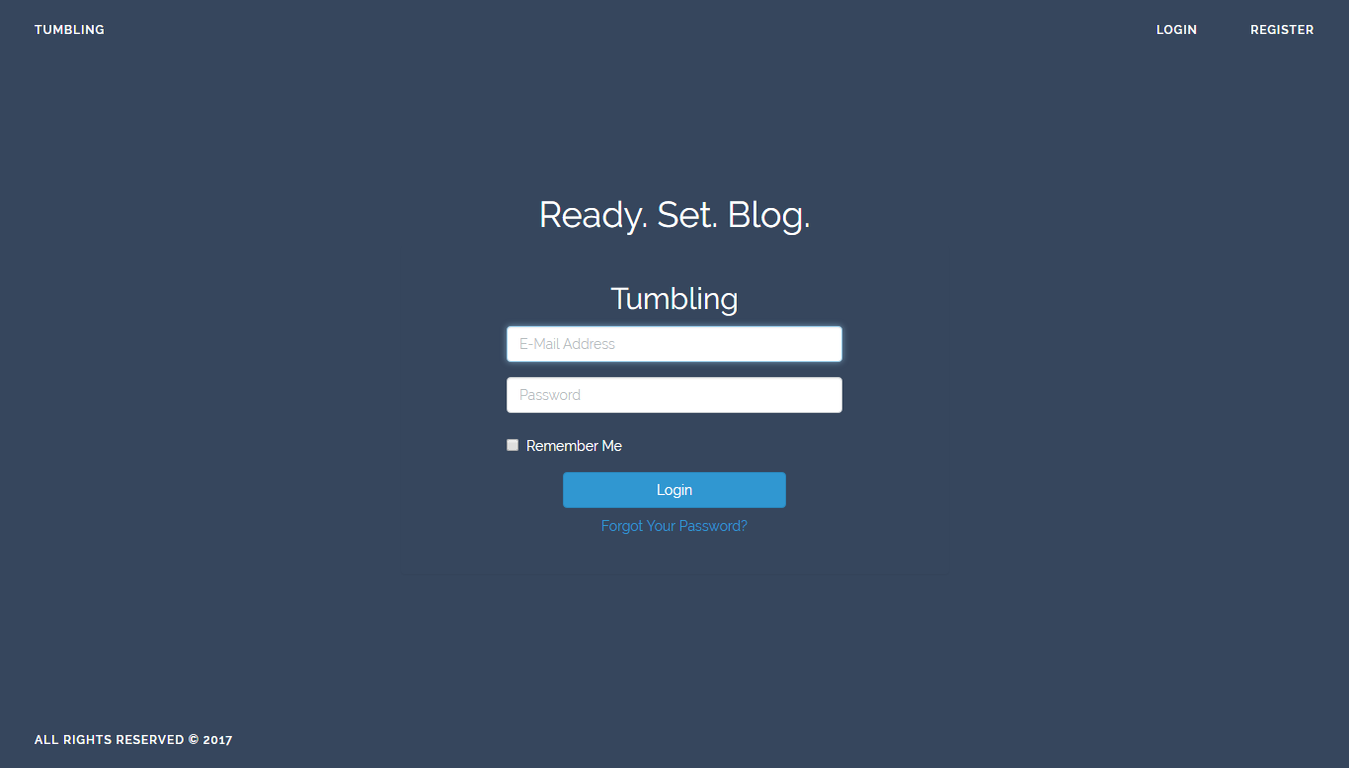 TUMBLING LOGIN REGISTER
Ready. Set. Blog.
Tumbling
E-Mail Address
Password
Remember Me
Login
Forgot Your Password?
ALL RIGHTS RESERVED © 2017